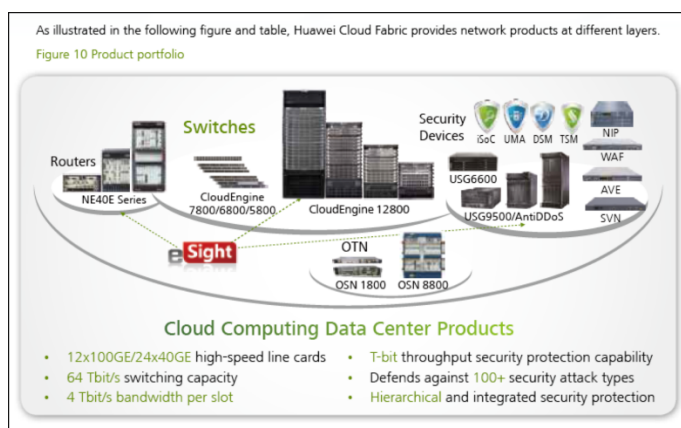 As illustrated in the following figure and table, Huawei Cloud Fabric provides network products at different layers.
Figure 10 Product portfolio
Switches
Security
Devices
iSoC UMA DSM TSM
NIP
WAF
AVE
SVN
Routers
NE40E Series
CloudEngine
7800/6800/5800
CloudEngine 12800
USG6600
USG9500/AntiDDoS
eSight
OTN
OSN 1800 OSN 8800
Cloud Computing Data Center Products
• 12x100GE/24x40GE high-speed line cards
• 64 Tbit/s switching capacity
• 4 Tbit/s bandwidth per slot
• T-bit throughput security protection capability
• Defends against 100+ security attack types
• Hierarchical and integrated security protection